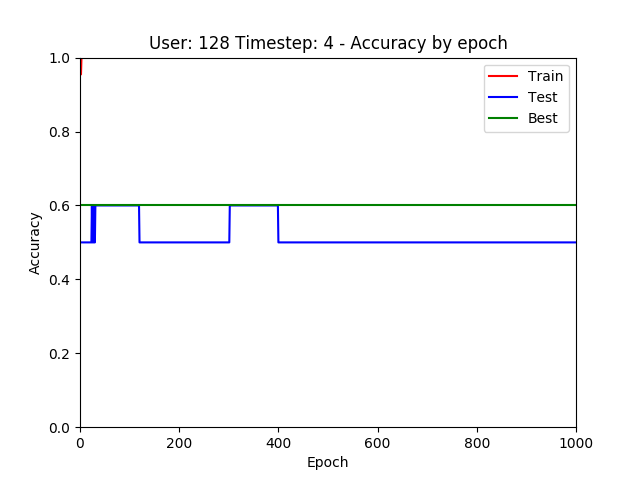 User: 128 Timestep: 4 - Accuracy by epoch
1.0
0.8
0.6
0.4
0.2
0.0
Accuracy
Train
Test
Best
0 200 400 600 800 1000
Epoch